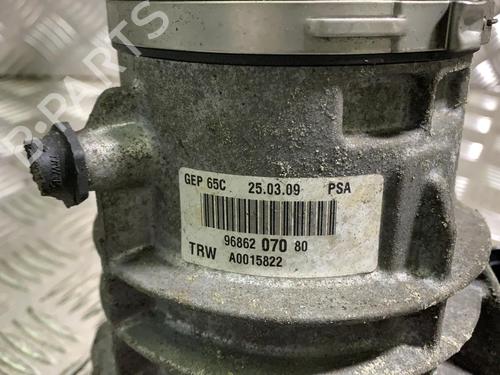 GEP 65C 25.03.09 PSA
96862 070 80
TRW A0015822
B-PARTS